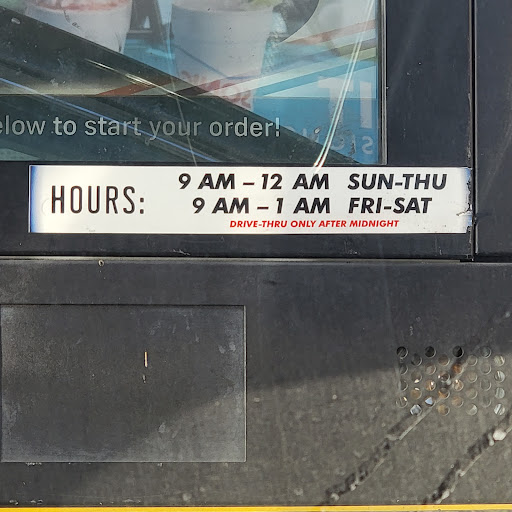 elow to start your order!
HOURS:
9 AM – 12 AM SUN-THU
9 AM – 1 AM FRI-SAT
DRIVE-THRU ONLY AFTER MIDNIGHT